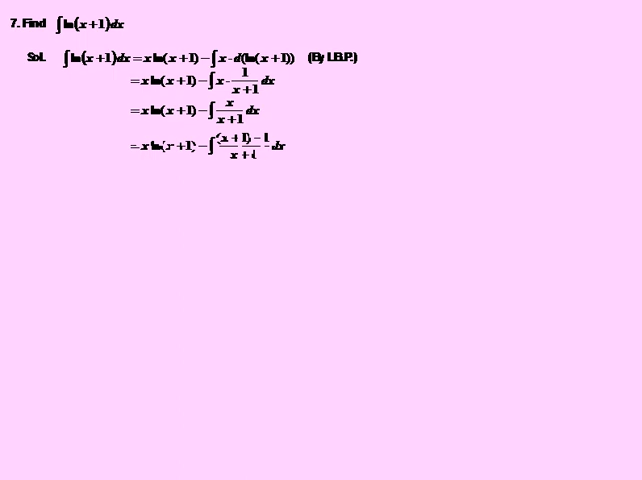 7. Find ∫ln(x+1)dx
Sol. ∫ln(x+1)dx = x ln(x+1) − ∫x·d(ln(x+1)) (By I.B.P.)
= x ln(x+1) − ∫x· 1/(x+1) dx
= x ln(x+1) − ∫ x/(x+1) dx
= x ln(x+1) − ∫ ((x+1)−1)/(x+1) dx